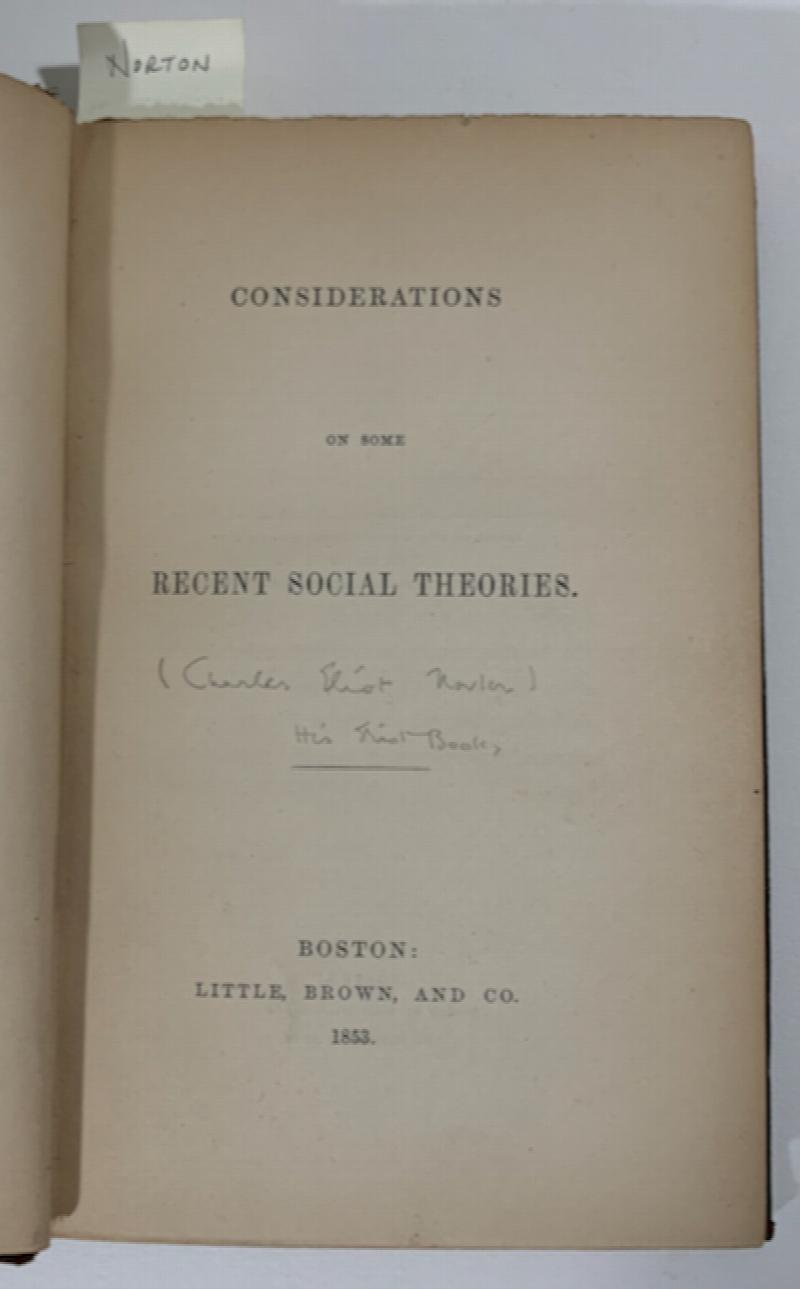 NORTON
CONSIDERATIONS
ON SOME
RECENT SOCIAL THEORIES.
(Charles Eliot Norton)
His First Book,
BOSTON:
LITTLE, BROWN, AND CO.
1853.